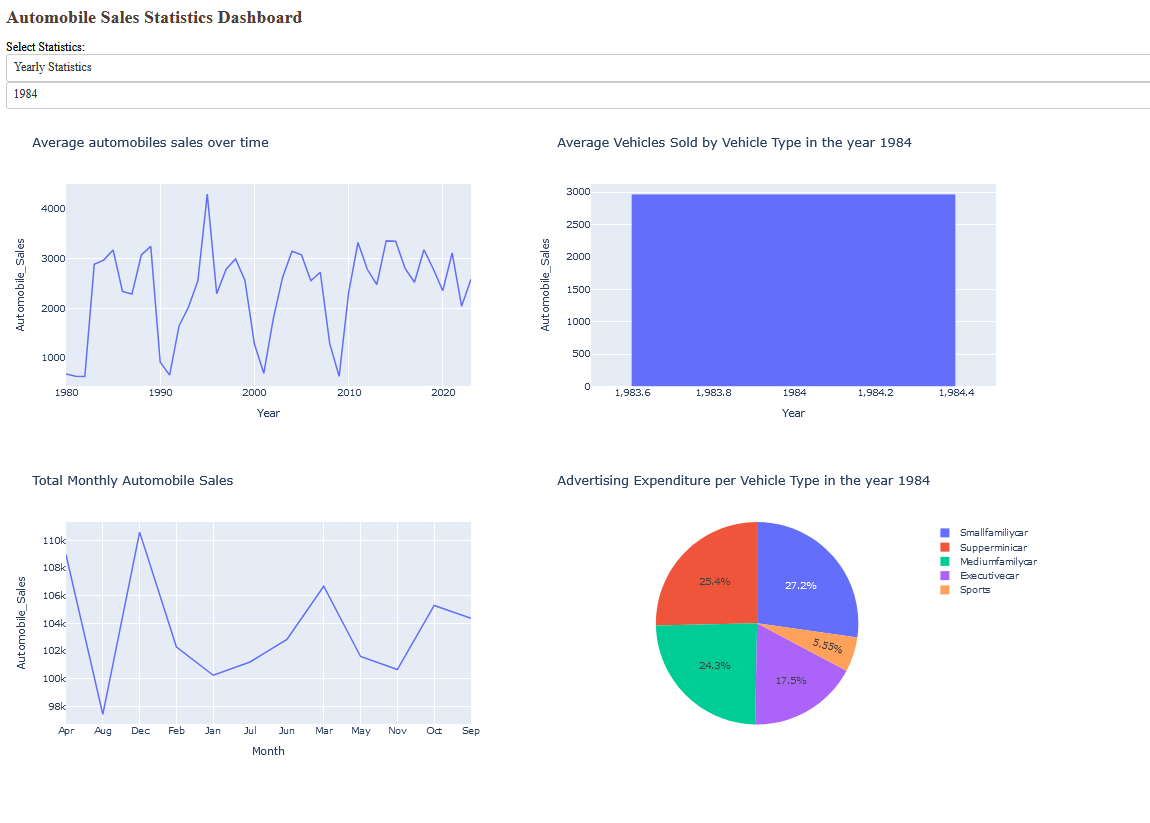 Automobile Sales Statistics Dashboard
Select Statistics:
Yearly Statistics
1984
Average automobiles sales over time
4000
3000
2000
1000
Automobile_Sales
1980 1990 2000 2010 2020
Year
Average Vehicles Sold by Vehicle Type in the year 1984
3000
2500
2000
1500
1000
500
0
Automobile_Sales
1,983.6 1,983.8 1984 1,984.2 1,984.4
Year
Total Monthly Automobile Sales
110k
108k
106k
104k
102k
100k
98k
Automobile_Sales
Apr Aug Dec Feb Jan Jul Jun Mar May Nov Oct Sep
Month
Advertising Expenditure per Vehicle Type in the year 1984
27.2%
25.4%
5.55%
24.3%
17.5%
Smallfamiliycar
Supperminicar
Mediumfamilycar
Executivecar
Sports